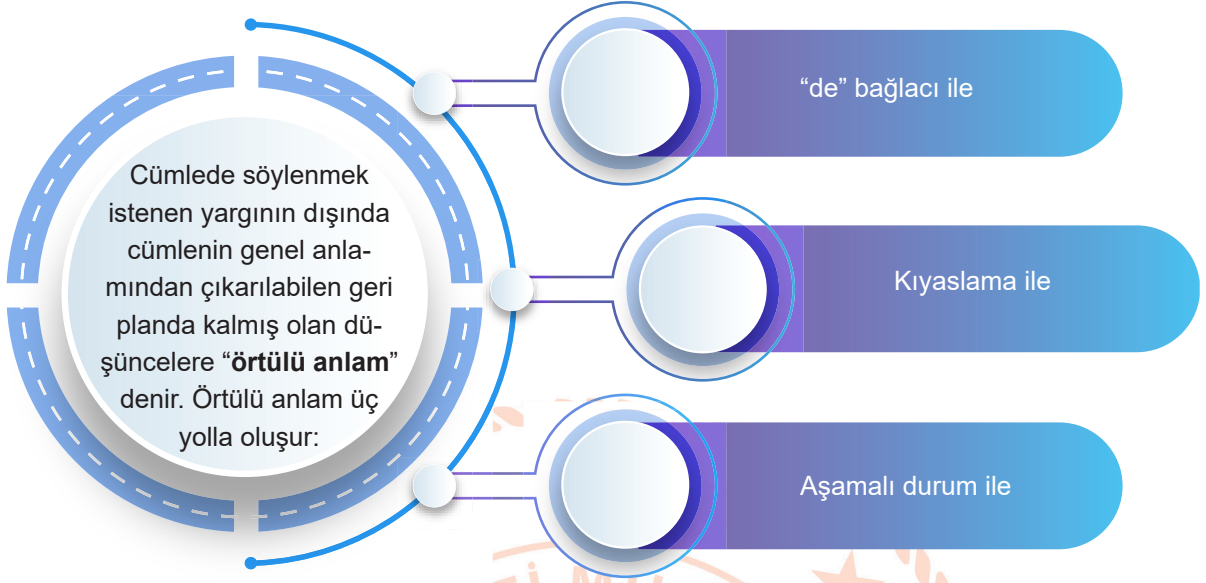 Cümlede söylenmek
istenen yargının dışında
cümlenin genel anla-
mından çıkarılabilen geri
planda kalmış olan dü-
şüncelere “örtülü anlam”
denir. Örtülü anlam üç
yolla oluşur:
“de” bağlacı ile
Kıyaslama ile
Aşamalı durum ile